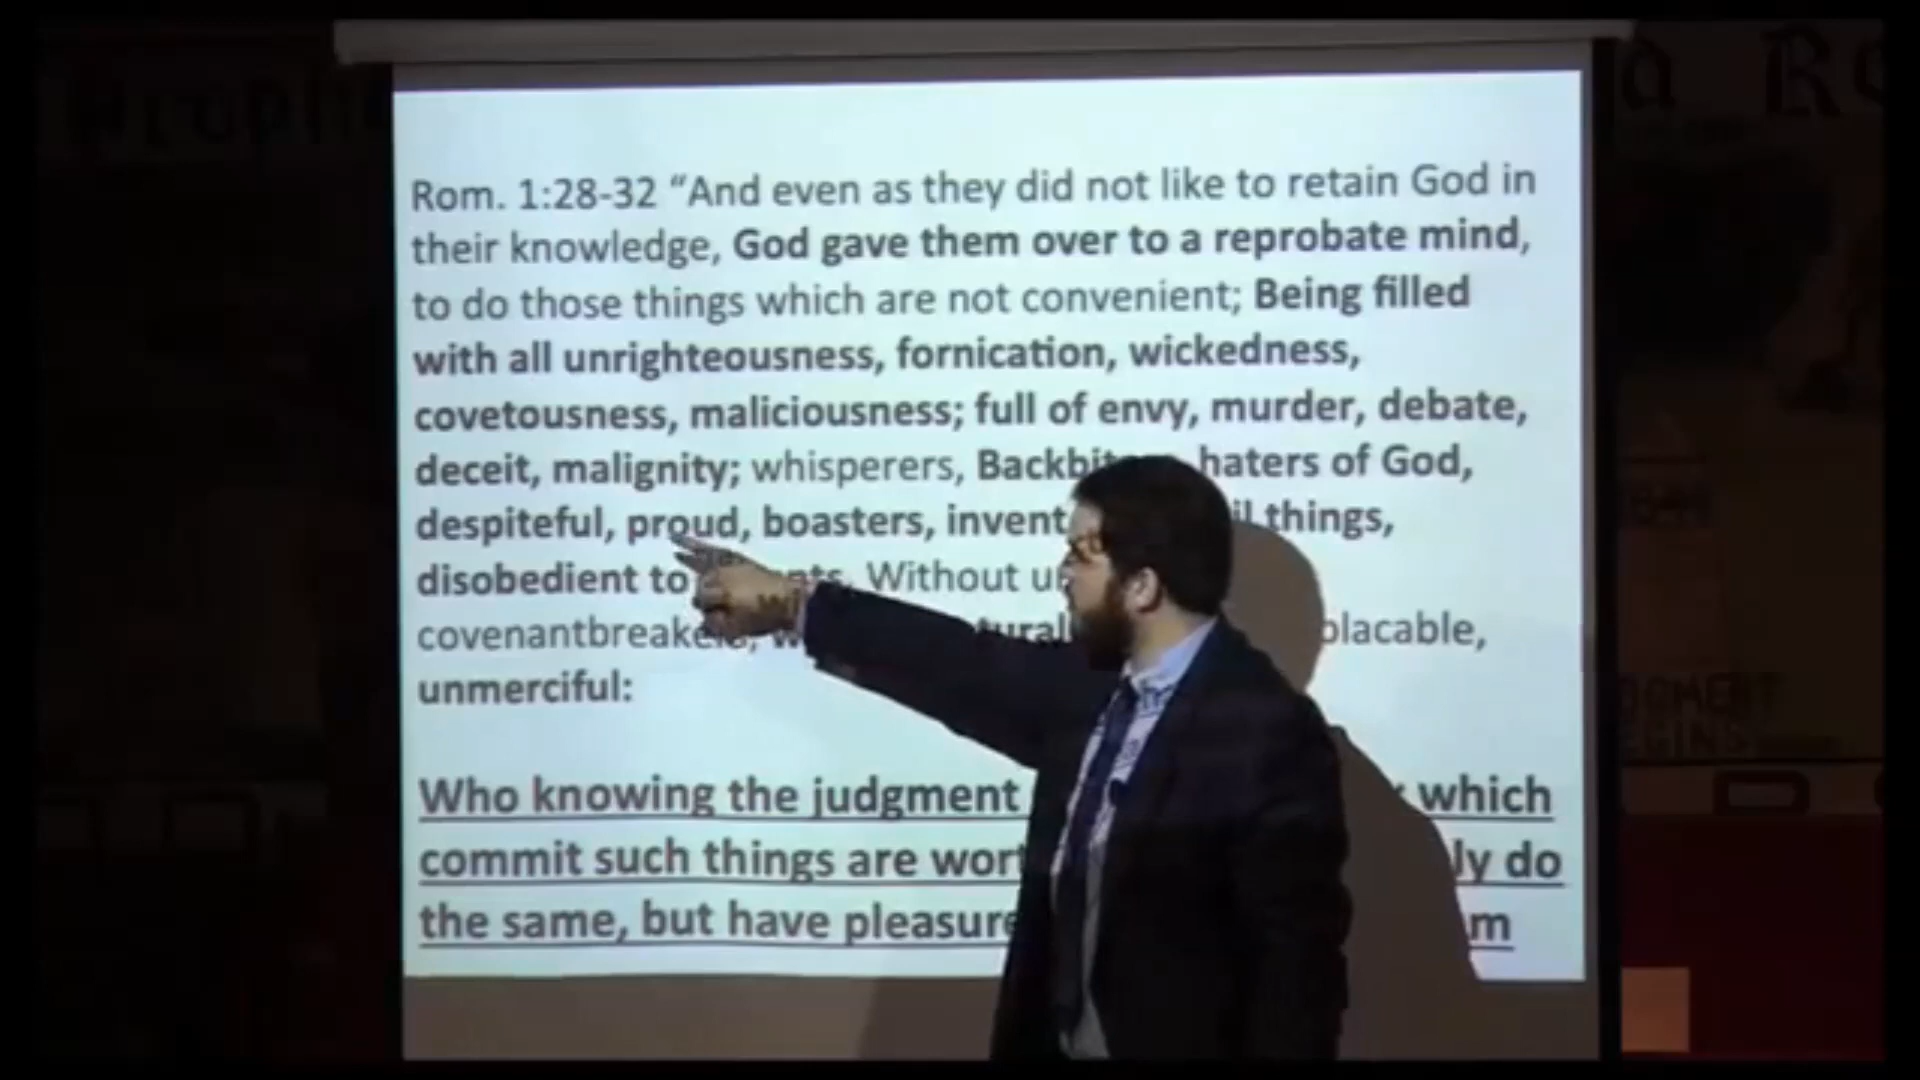 Rom. 1:28-32 “And even as they did not like to retain God in
their knowledge, God gave them over to a reprobate mind,
to do those things which are not convenient; Being filled
with all unrighteousness, fornication, wickedness,
covetousness, maliciousness; full of envy, murder, debate,
deceit, malignity; whisperers, haters of God,
despiteful, proud, boasters, things,
disobedient to Without
unmerciful:
Who knowing the judgment which
commit such things are do
the same, but have pleasure